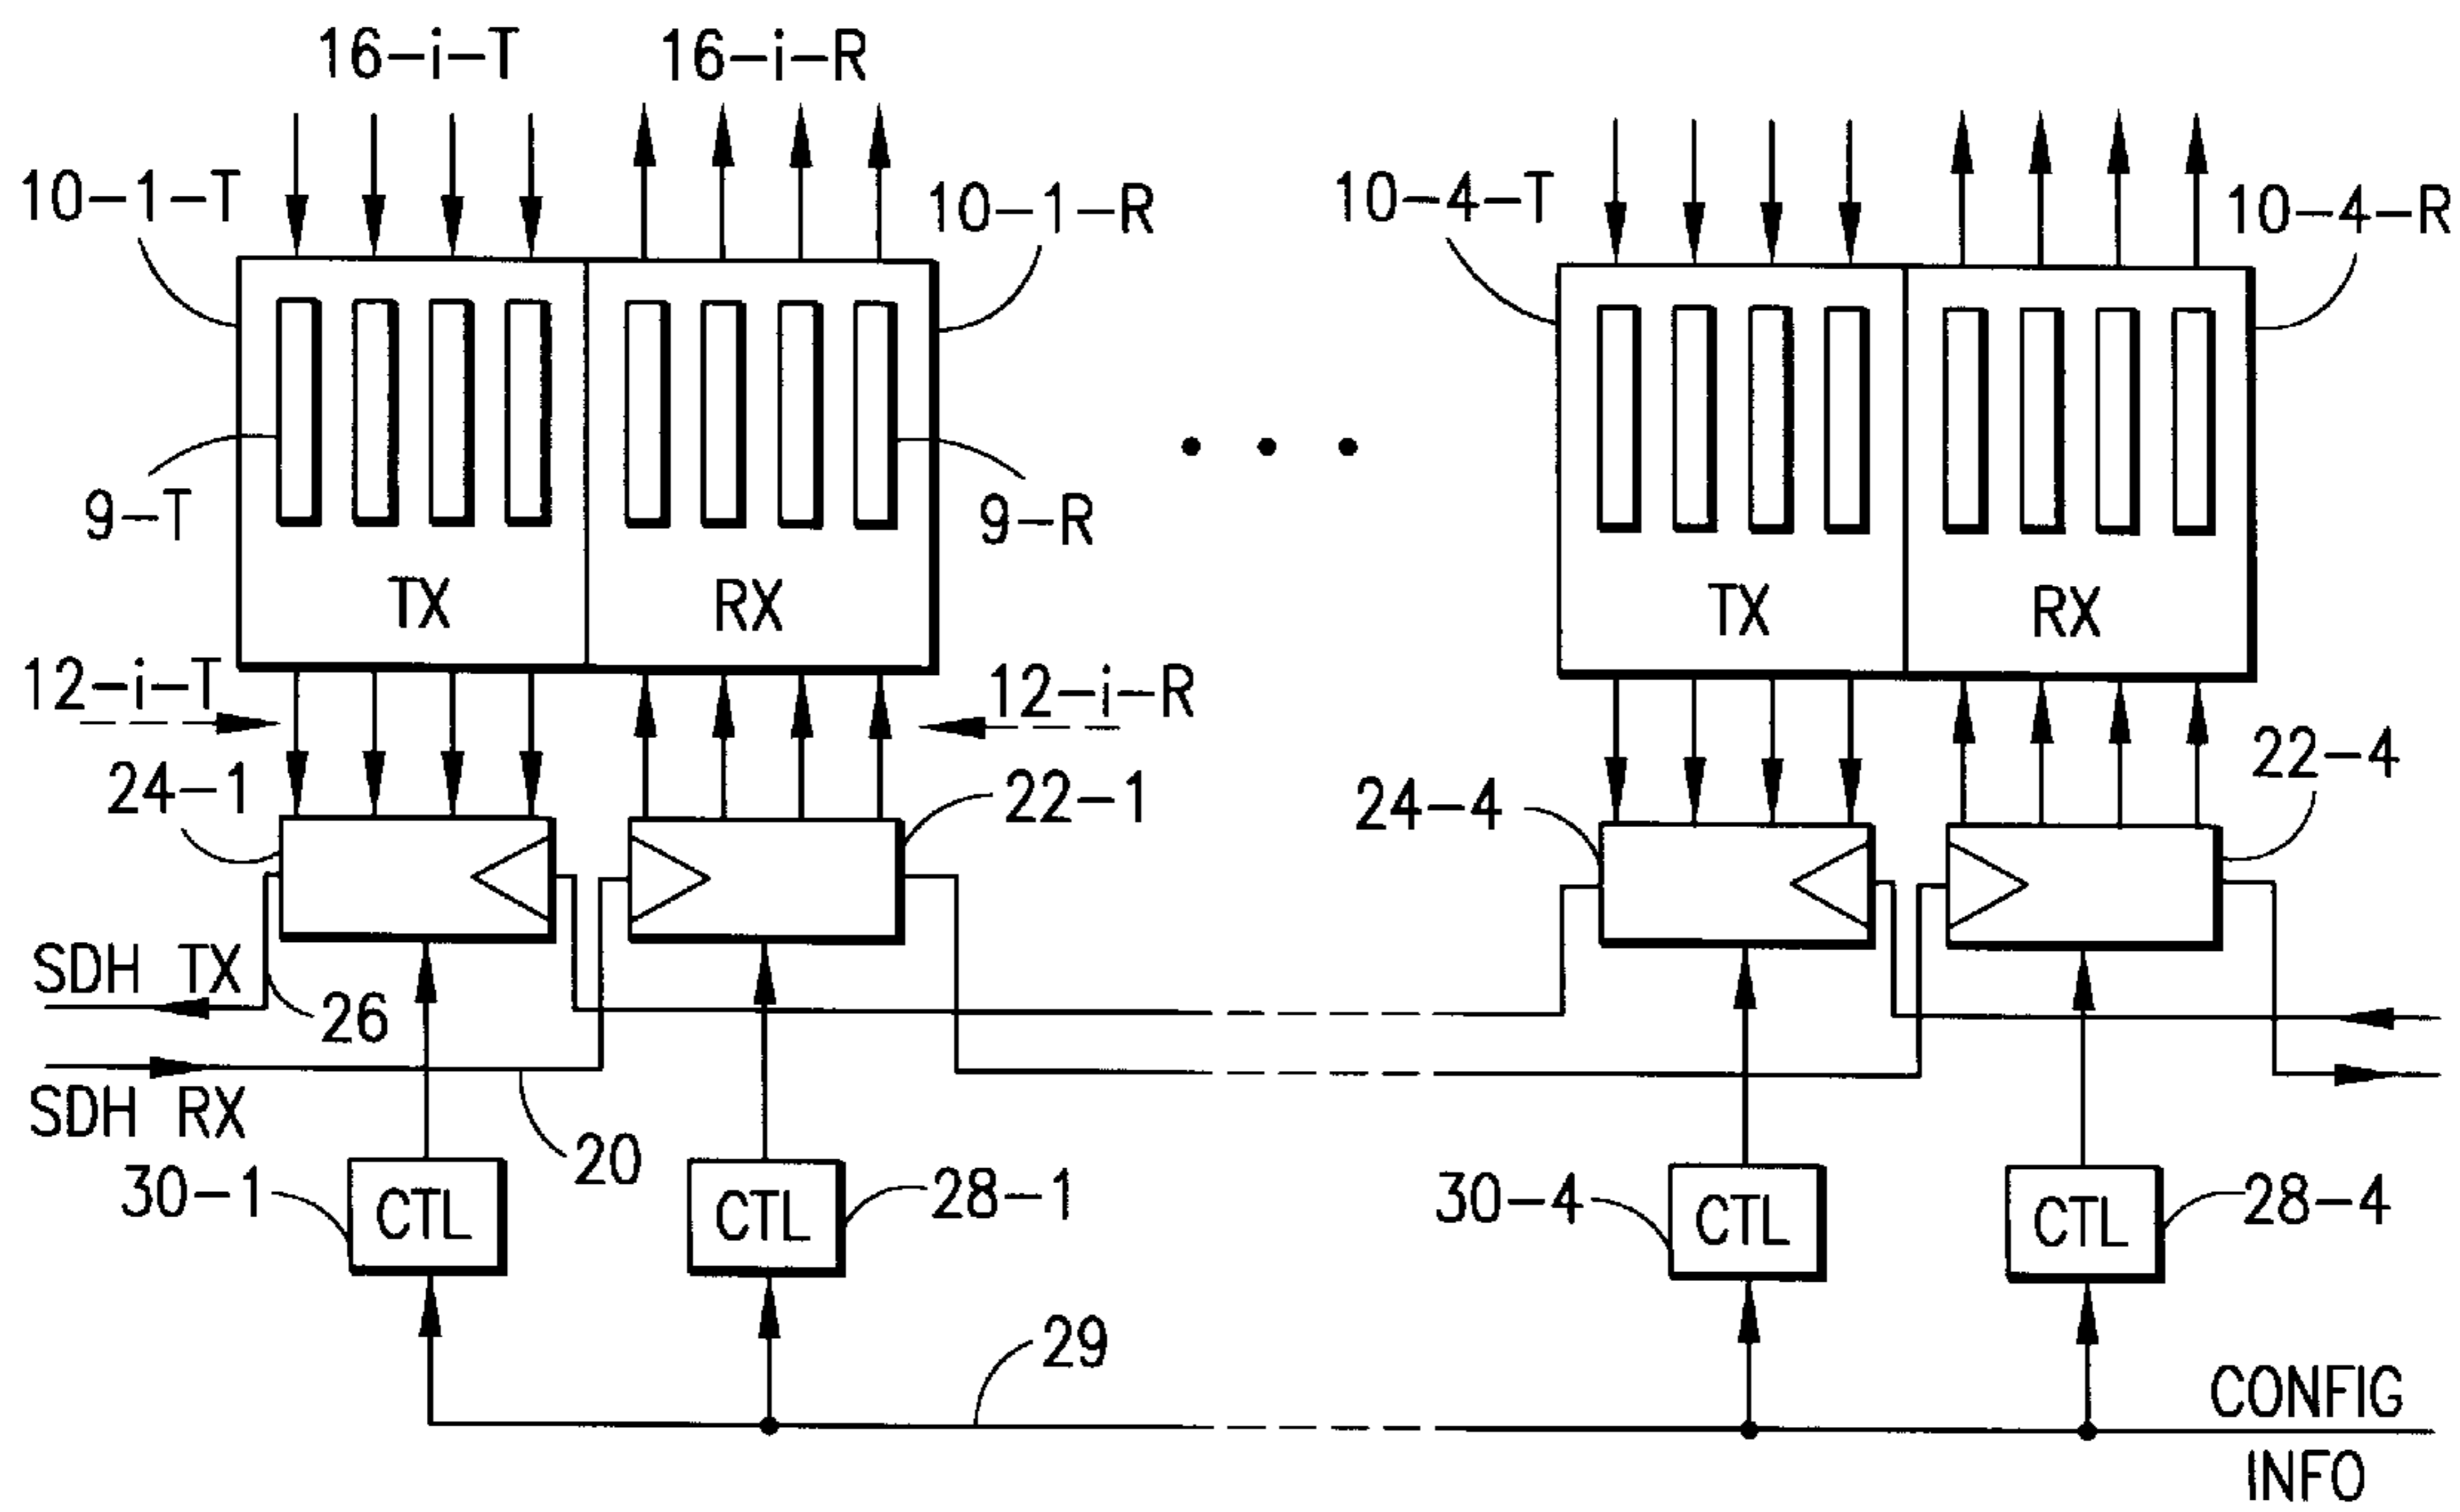 16-i-T
16-i-R
10-1-T
10-1-R
10-4-T
10-4-R
9-T
9-R
TX
RX
TX
RX
12-i-T
12-i-R
24-1
22-1
24-4
22-4
SDH TX
26
SDH RX
20
30-1
CTL
CTL
28-1
30-4
CTL
CTL
28-4
29
CONFIG
INFO